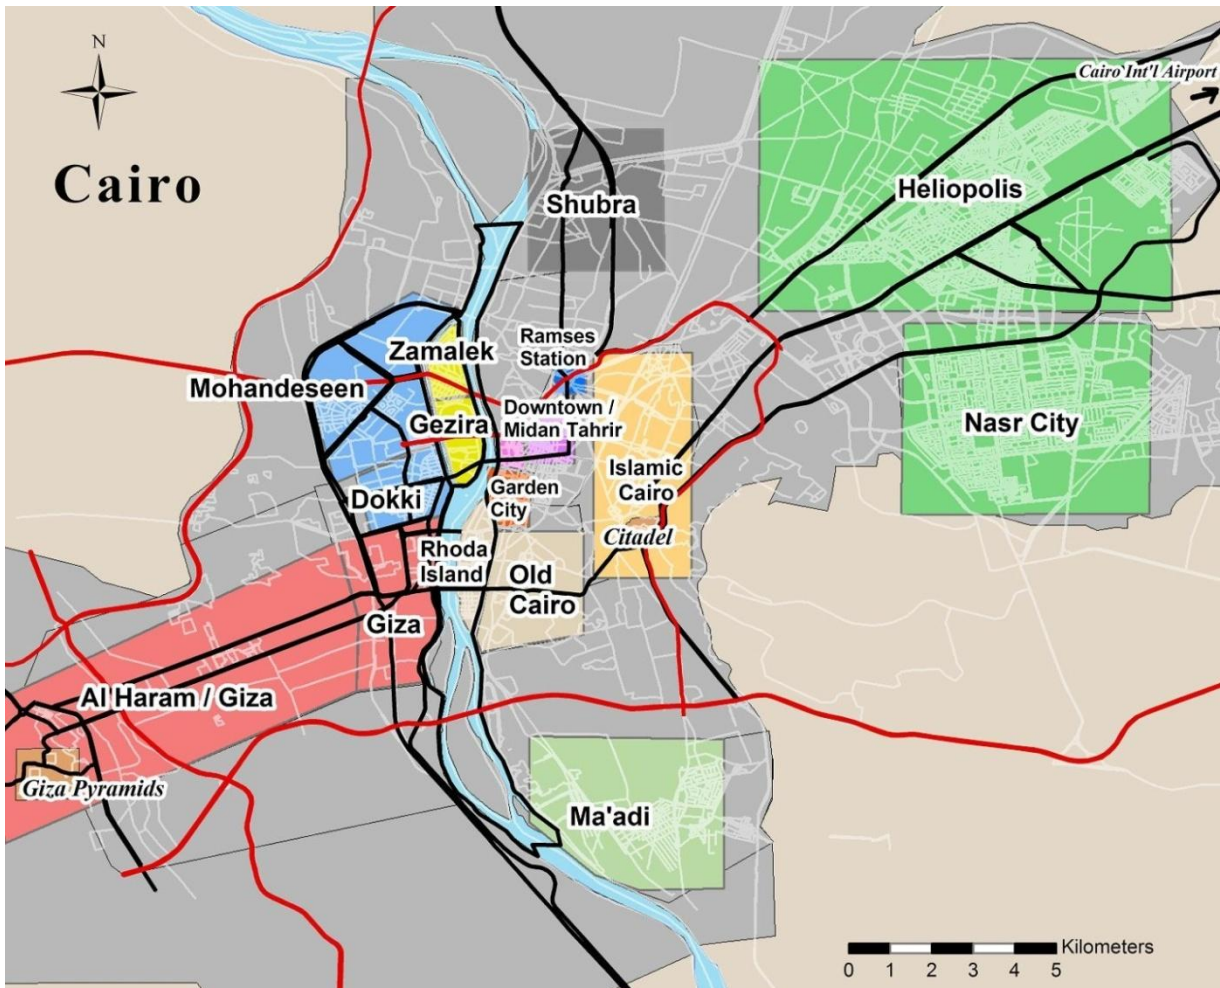 N
Cairo
Cairo Int'l Airport
Heliopolis
Shubra
Ramses
Station
Zamalek
Mohandeseen
Downtown /
Midan Tahrir
Gezira
Nasr City
Islamic
Cairo
Garden
City
Dokki
Citadel
Rhoda
Island
Old
Cairo
Giza
Al Haram / Giza
Giza Pyramids
Ma'adi
Kilometers
0 1 2 3 4 5